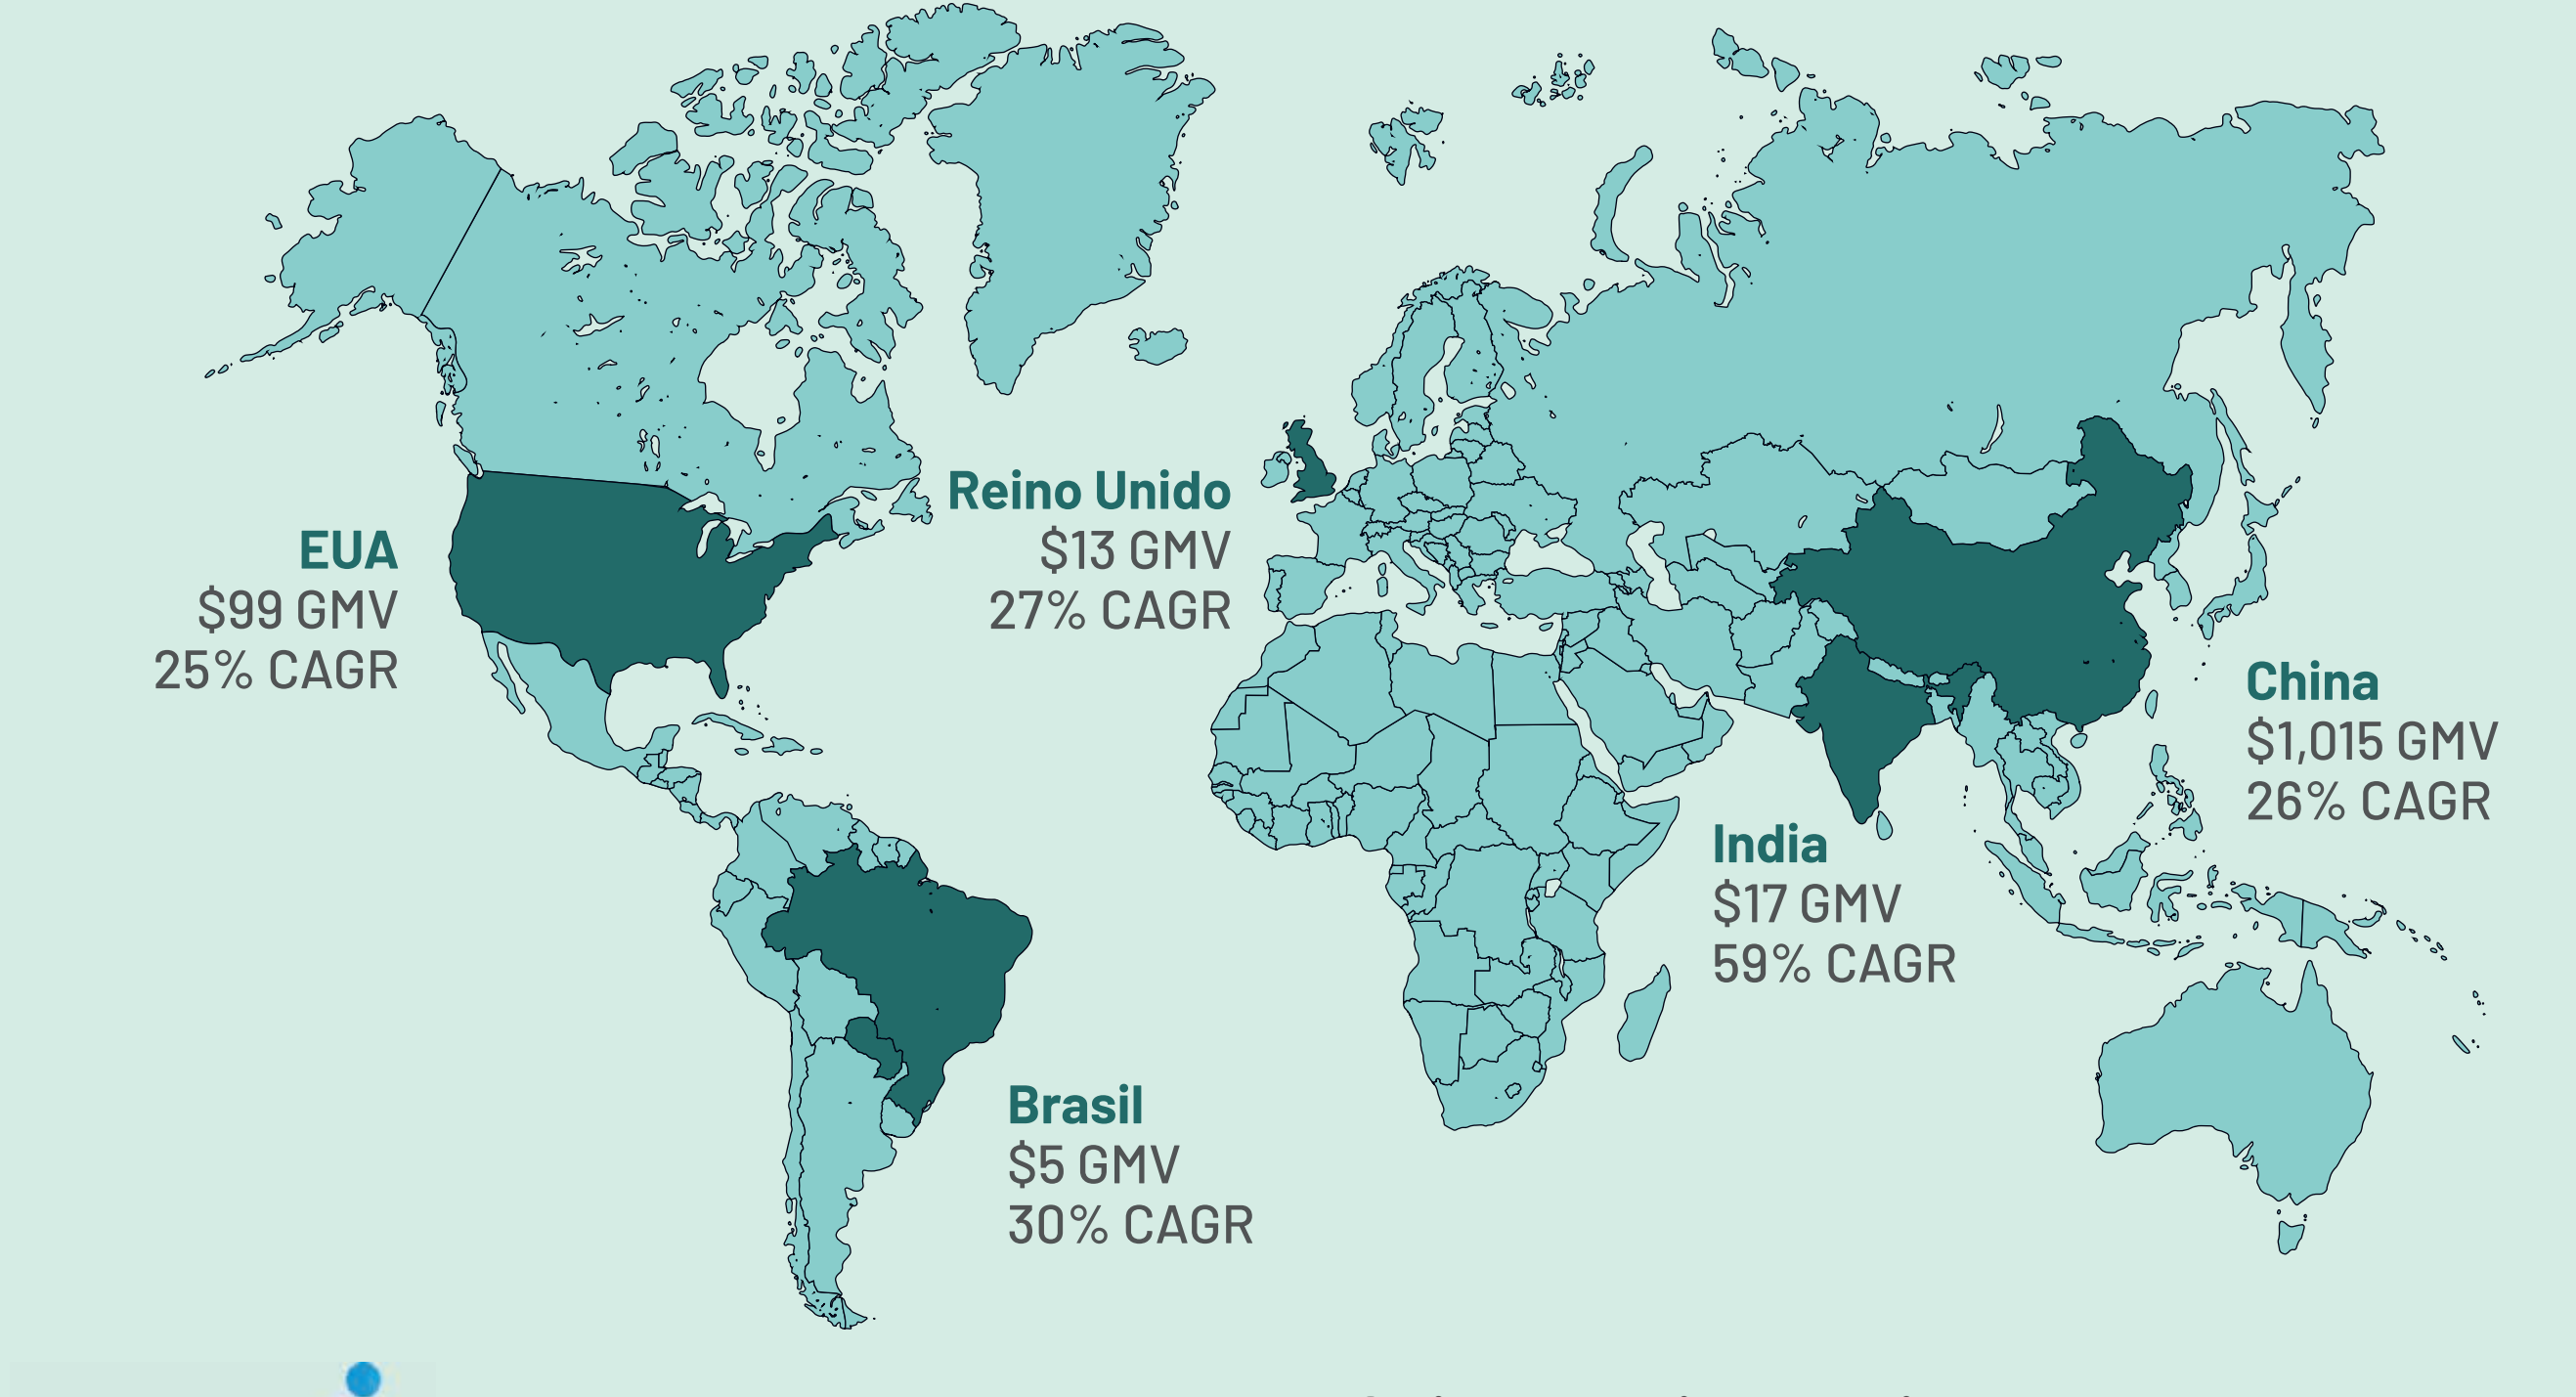 Reino Unido
$13 GMV
27% CAGR
EUA
$99 GMV
25% CAGR
China
$1,015 GMV
26% CAGR
India
$17 GMV
59% CAGR
Brasil
$5 GMV
30% CAGR